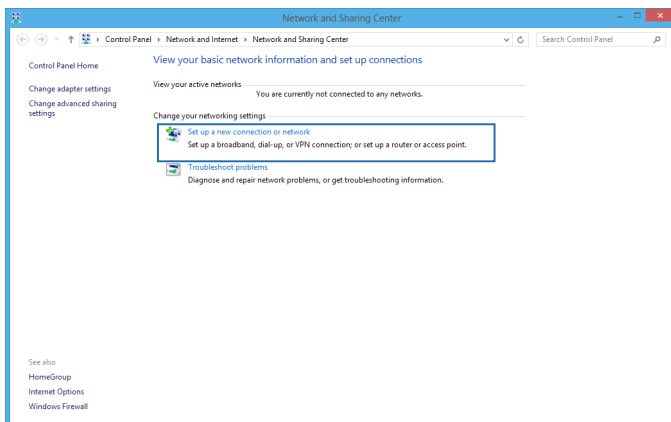 Network and Sharing Center
Control Panel Network and Internet Network and Sharing Center
Search Control Panel
Control Panel Home
Change adapter settings
Change advanced sharing
settings
View your basic network information and set up connections
View your active networks
You are currently not connected to any networks.
Change your networking settings
Set up a new connection or network
Set up a broadband, dial-up, or VPN connection; or set up a router or access point.
Troubleshoot problems
Diagnose and repair network problems, or get troubleshooting information.
See also
HomeGroup
Internet Options
Windows Firewall